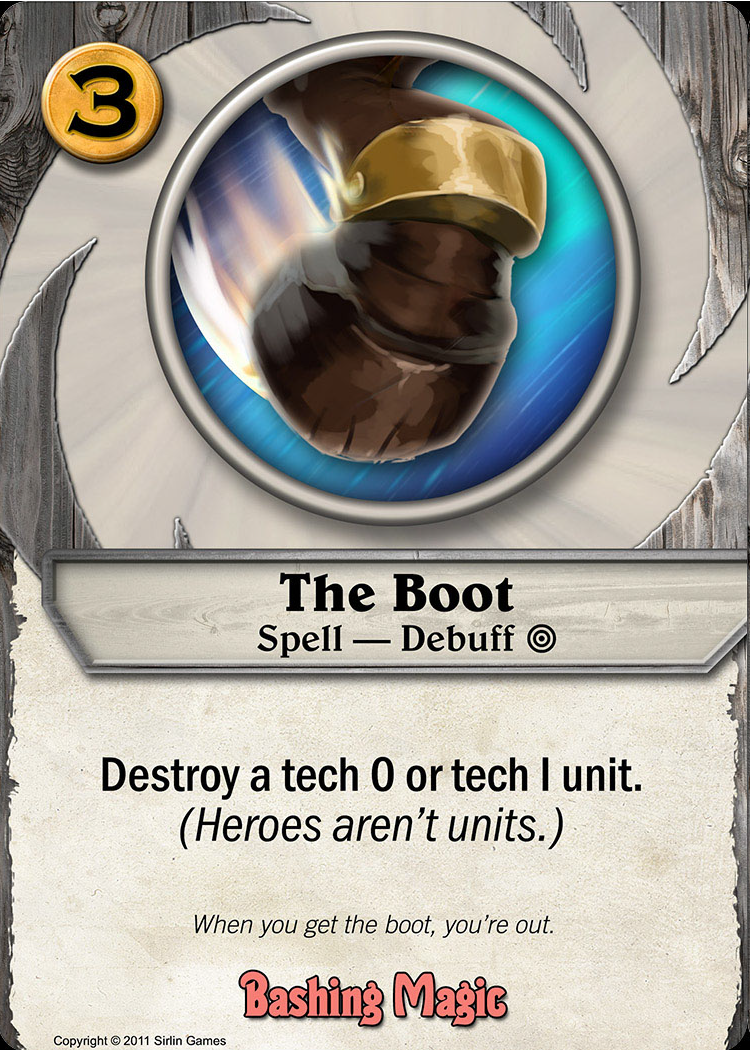 3
The Boot
Spell — Debuff ◎
Destroy a tech 0 or tech I unit.
(Heroes aren't units.)
When you get the boot, you're out.
Bashing Magic
Copyright © 2011 Sirlin Games